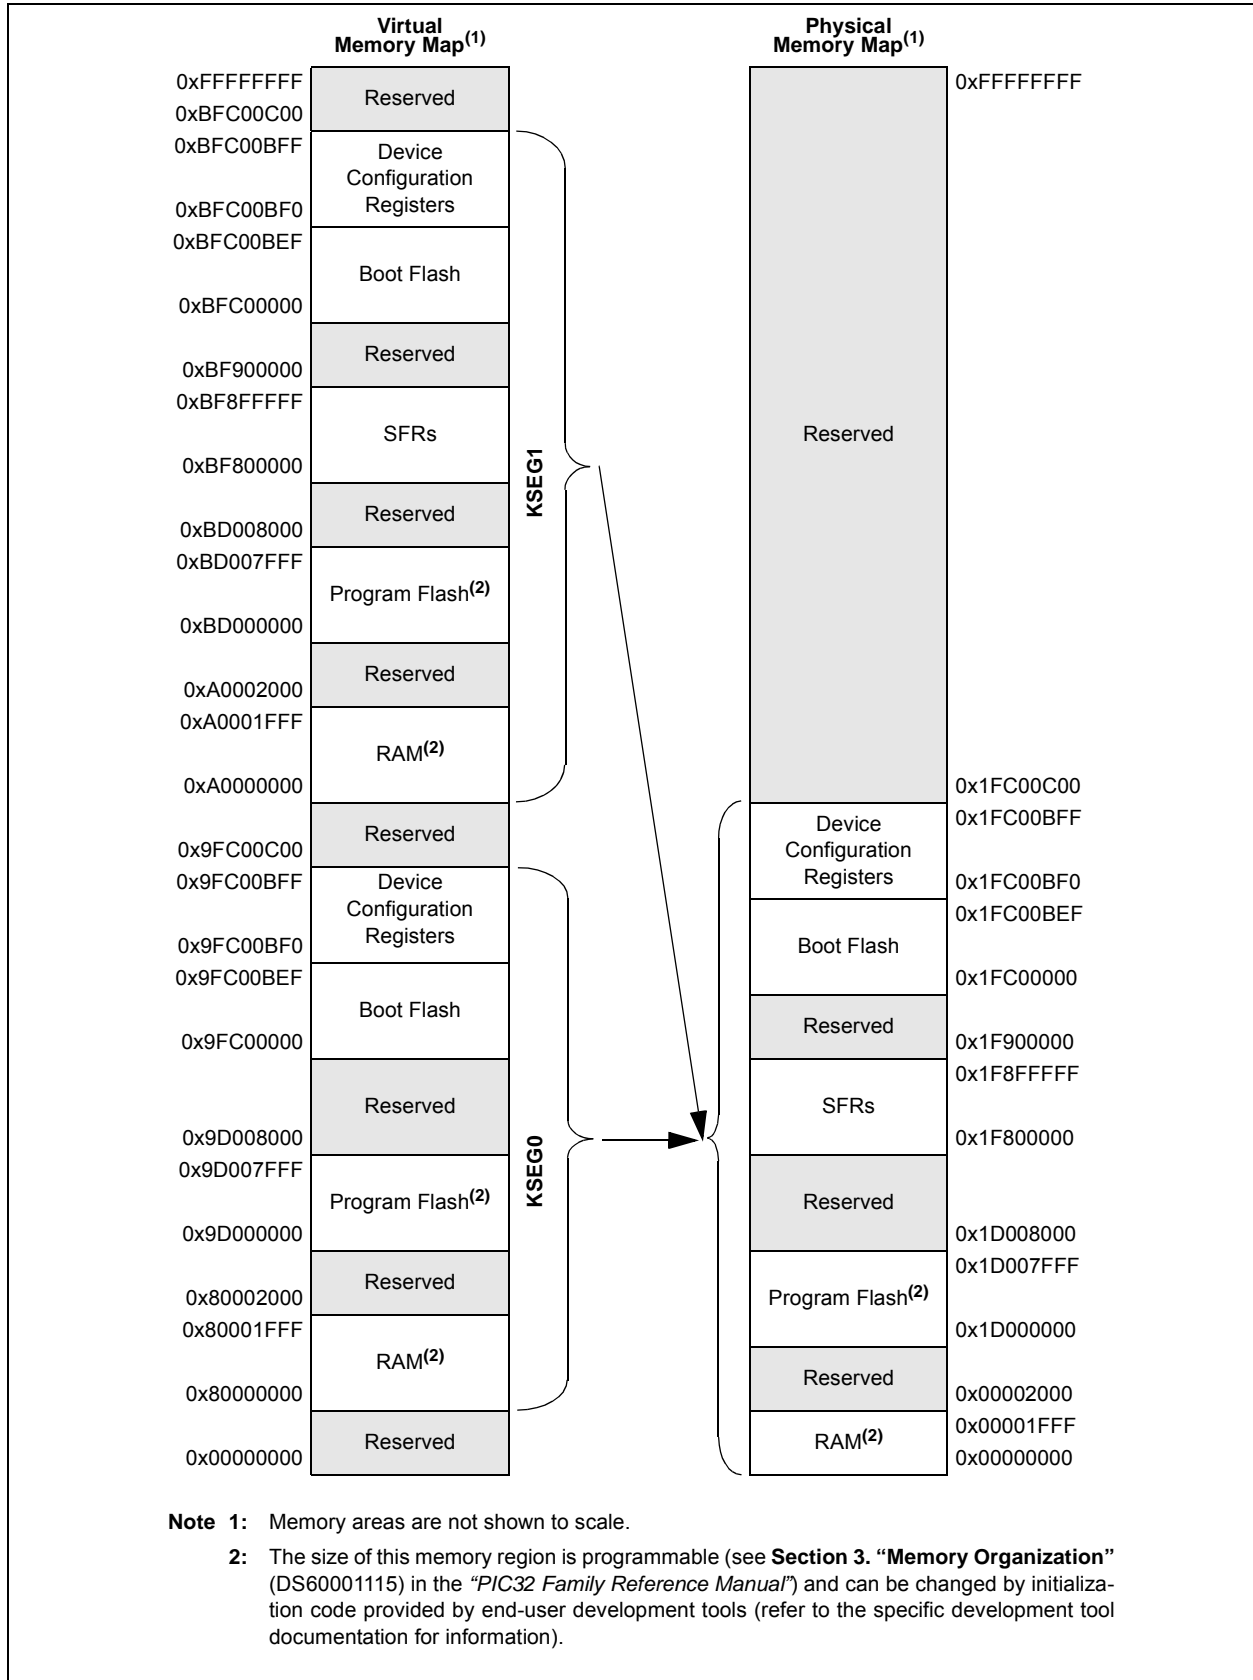 Virtual
Memory Map(1)
Physical
Memory Map(1)
0xFFFFFFFF
Reserved
0xBFC00C00
0xBFC00BFF
Device
Configuration
Registers
0xBFC00BF0
0xBFC00BEF
Boot Flash
0xBFC00000
Reserved
0xBF900000
0xBF8FFFFF
SFRs
0xBF800000
Reserved
0xBD008000
0xBD007FFF
Program Flash(2)
0xBD000000
Reserved
0xA0002000
0xA0001FFF
RAM(2)
0xA0000000
Reserved
0x9FC00C00
0x9FC00BFF
Device
Configuration
Registers
0x9FC00BF0
0x9FC00BEF
Boot Flash
0x9FC00000
Reserved
0x9D008000
0x9D007FFF
Program Flash(2)
0x9D000000
Reserved
0x80002000
0x80001FFF
RAM(2)
0x80000000
Reserved
0x00000000
KSEG1
KSEG0
0xFFFFFFFF
Reserved
0x1FC00C00
0x1FC00BFF
Device
Configuration
Registers
0x1FC00BF0
0x1FC00BEF
Boot Flash
0x1FC00000
Reserved
0x1F900000
0x1F8FFFFF
SFRs
0x1F800000
Reserved
0x1D008000
0x1D007FFF
Program Flash(2)
0x1D000000
Reserved
0x00002000
0x00001FFF
RAM(2)
0x00000000
Note 1: Memory areas are not shown to scale.
2: The size of this memory region is programmable (see Section 3. “Memory Organization”
(DS60001115) in the “PIC32 Family Reference Manual”) and can be changed by initializa-
tion code provided by end-user development tools (refer to the specific development tool
documentation for information).